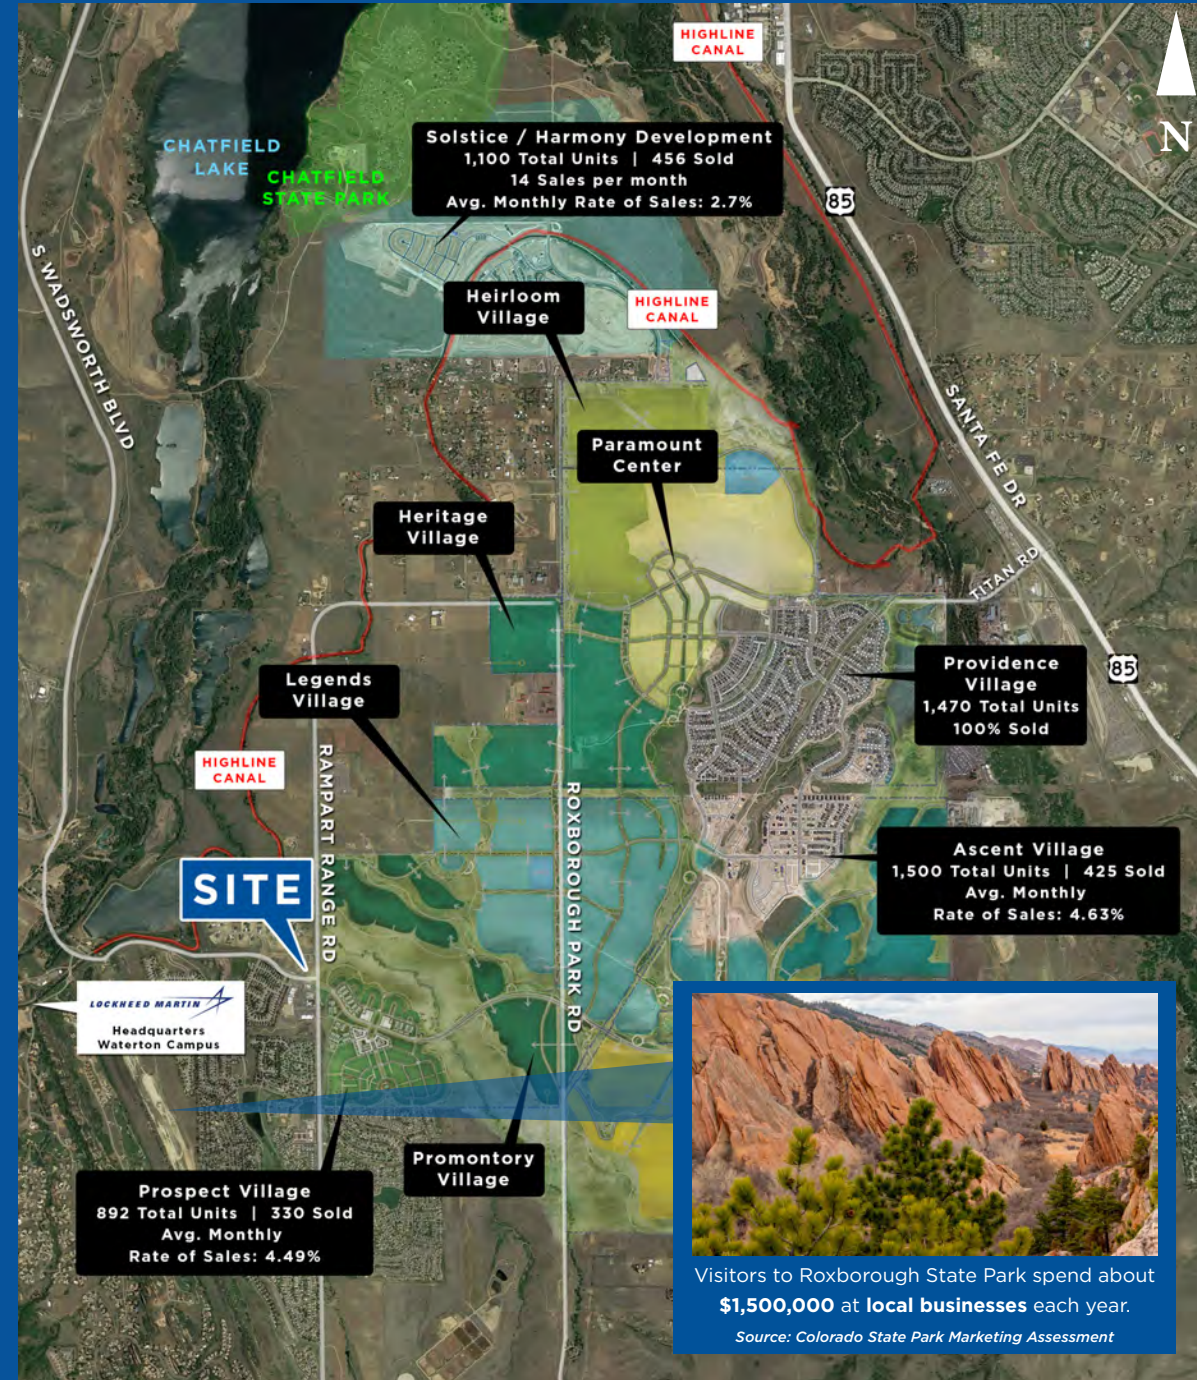 HIGHLINE
CANAL
N
CHATFIELD
LAKE
CHATFIELD
STATE PARK
Solstice / Harmony Development
1,100 Total Units | 456 Sold
14 Sales per month
Avg. Monthly Rate of Sales: 2.7%
85
S WADSWORTH BLVD
Heirloom
Village
HIGHLINE
CANAL
SANTA FE DR
Paramount
Center
Heritage
Village
TITAN RD
Legends
Village
Providence
Village
1,470 Total Units
100% Sold
85
HIGHLINE
CANAL
RAMPART RANGE RD
ROXBOROUGH PARK RD
Ascent Village
1,500 Total Units | 425 Sold
Avg. Monthly
Rate of Sales: 4.63%
SITE
LOCKHEED MARTIN
Headquarters
Waterton Campus
Promontory
Village
Prospect Village
892 Total Units | 330 Sold
Avg. Monthly
Rate of Sales: 4.49%
Visitors to Roxborough State Park spend about
$1,500,000 at local businesses each year.
Source: Colorado State Park Marketing Assessment